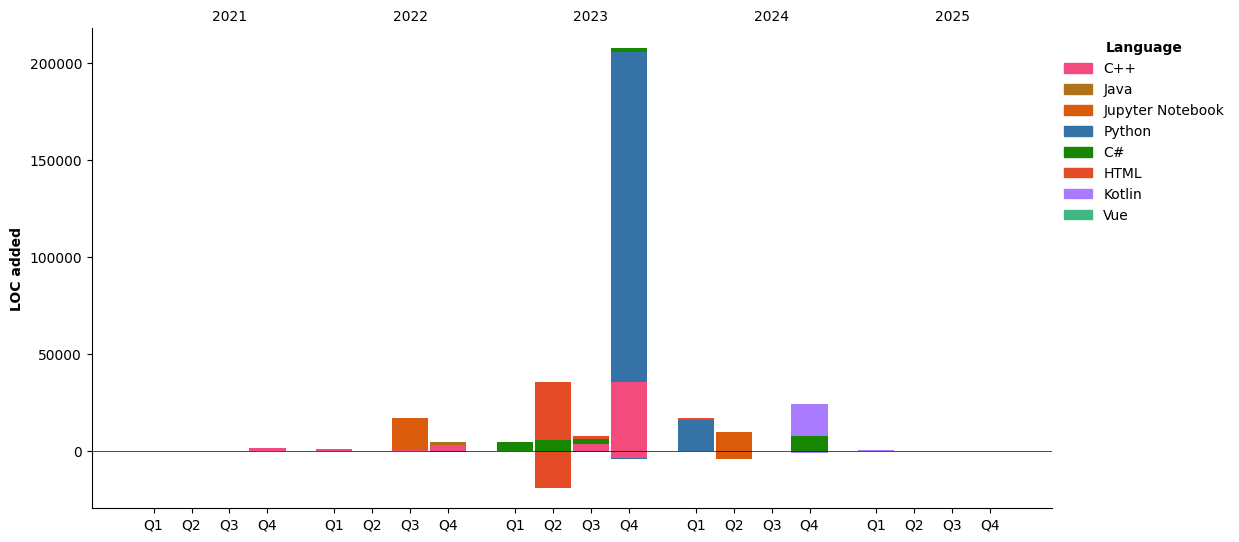 2021 2022 2023 2024 2025
Language
C++
Java
Jupyter Notebook
Python
C#
HTML
Kotlin
Vue
LOC added
200000
150000
100000
50000
0
Q1 Q2 Q3 Q4 Q1 Q2 Q3 Q4 Q1 Q2 Q3 Q4 Q1 Q2 Q3 Q4 Q1 Q2 Q3 Q4